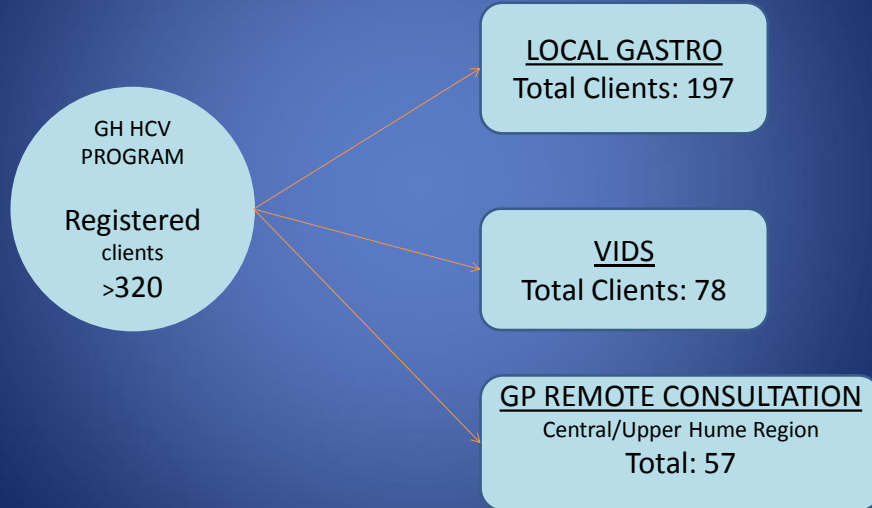 GH HCV
PROGRAM
Registered
clients
>320
LOCAL GASTRO
Total Clients: 197
VIDS
Total Clients: 78
GP REMOTE CONSULTATION
Central/Upper Hume Region
Total: 57